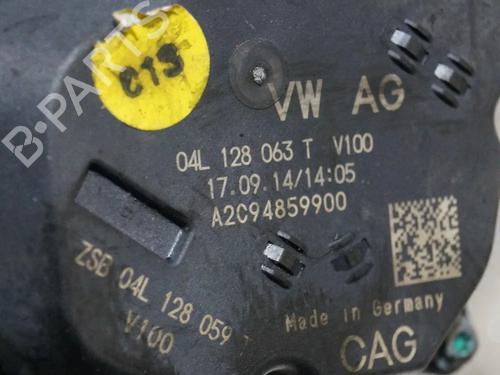 B-PARTS
C19
VW AG
04L 128 063 T V100
17.09.14/14:05
A2C94859900
ZSB 04L 128 059 T
V100
Made in Germany
CAG